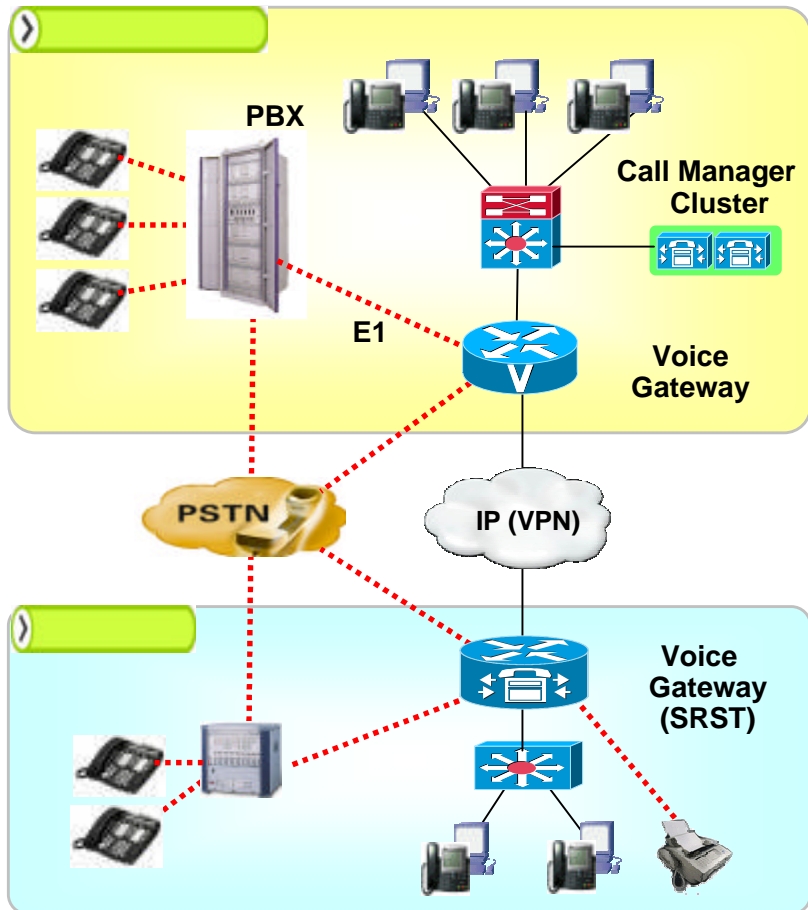 PBX
Call Manager
Cluster
E1
V
Voice
Gateway
PSTN
IP (VPN)
Voice
Gateway
(SRST)